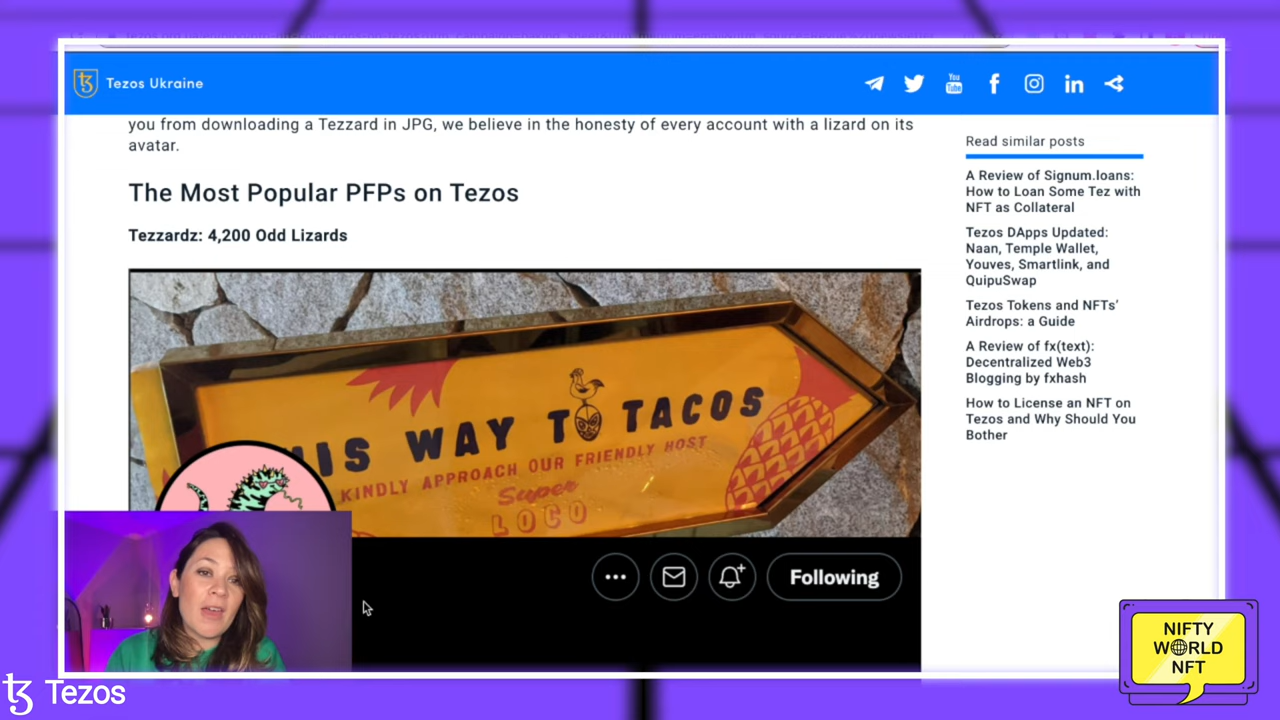 Tezos Ukraine
You Tube
you from downloading a Tezzard in JPG, we believe in the honesty of every account with a lizard on its
avatar.
The Most Popular PFPs on Tezos
Tezzardz: 4,200 Odd Lizards
HIS WAY TO TACOS
KINDLY APPROACH OUR FRIENDLY HOST
Super
LOCO
Following
Read similar posts
A Review of Signum.loans:
How to Loan Some Tez with
NFT as Collateral
Tezos DApps Updated:
Naan, Temple Wallet,
Youves, Smartlink, and
QuipuSwap
Tezos Tokens and NFTs'
Airdrops: a Guide
A Review of fx(text):
Decentralized Web3
Blogging by fxhash
How to License an NFT on
Tezos and Why Should You
Bother
Tezos
NIFTY
WORLD
NFT